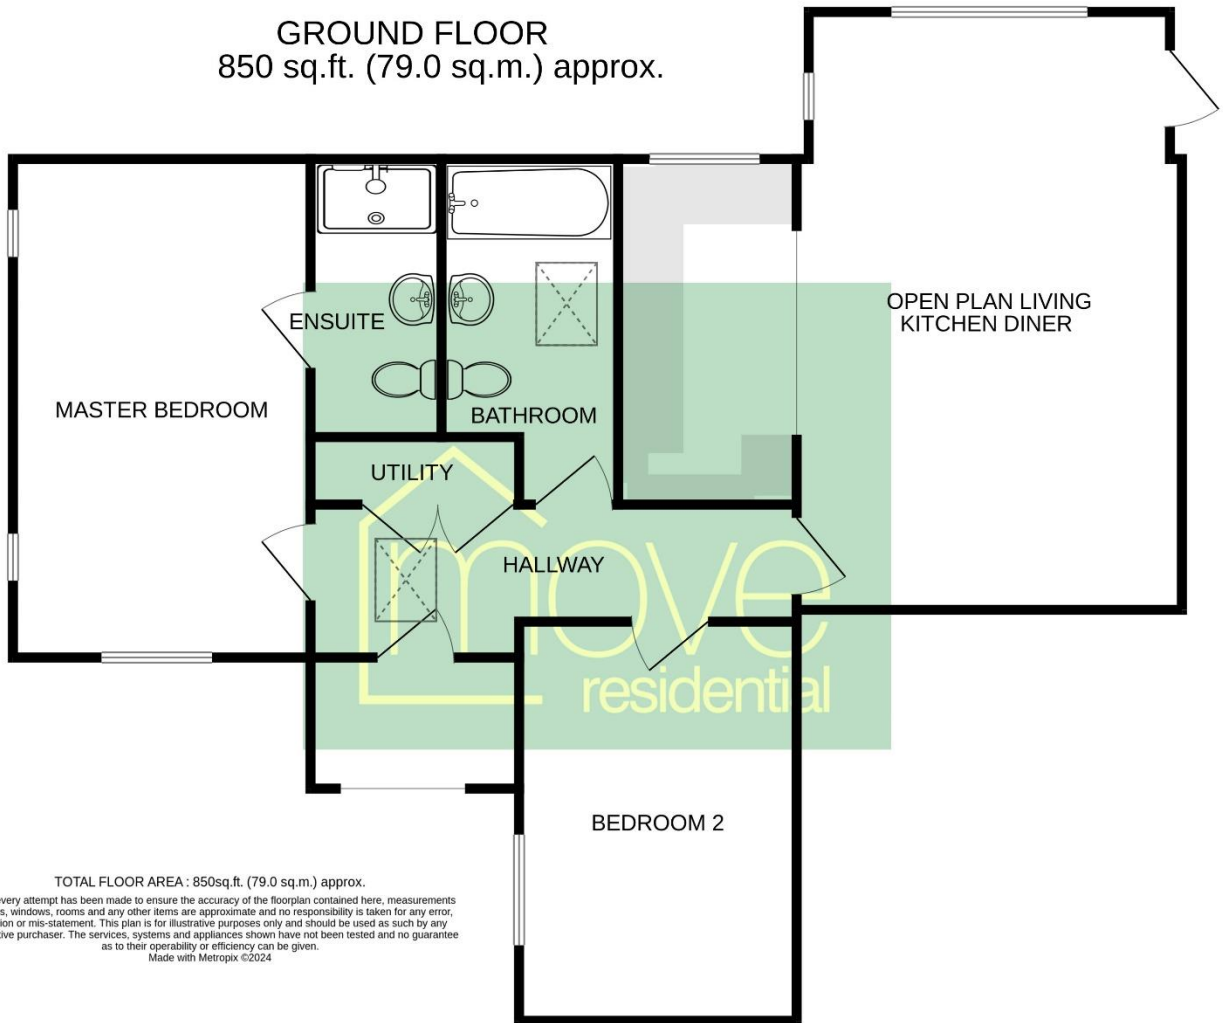 GROUND FLOOR
850 sq.ft. (79.0 sq.m.) approx.
OPEN PLAN LIVING
KITCHEN DINER
ENSUITE
MASTER BEDROOM
BATHROOM
UTILITY
HALLWAY
move
residential
BEDROOM 2
TOTAL FLOOR AREA : 850sq.ft. (79.0 sq.m.) approx.
every attempt has been made to ensure the accuracy of the floorplan contained here, measurements
windows, rooms and any other items are approximate and no responsibility is taken for any error,
or mis-statement. This plan is for illustrative purposes only and should be used as such by any
purchaser. The services, systems and appliances shown have not been tested and no guarantee
as to their operability or efficiency can be given.
Made with Metropix ©2024